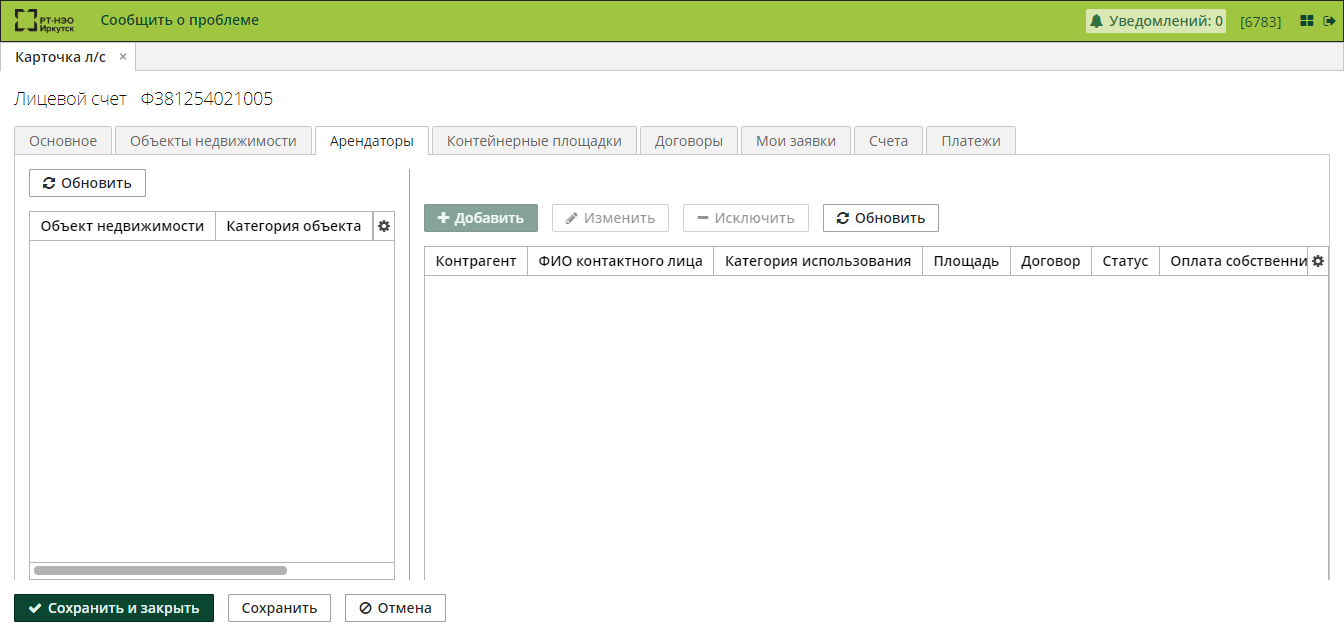 РТ-НЭО
Иркутск
Сообщить о проблеме
Уведомлений: 0
[6783]
Карточка л/с ×
Лицевой счет Ф381254021005
Основное
Объекты недвижимости
Арендаторы
Контейнерные площадки
Договоры
Мои заявки
Счета
Платежи
Обновить
Объект недвижимости
Категория объекта
Добавить
Изменить
Исключить
Обновить
Контрагент
ФИО контактного лица
Категория использования
Площадь
Договор
Статус
Оплата собственни
Сохранить и закрыть
Сохранить
Отмена